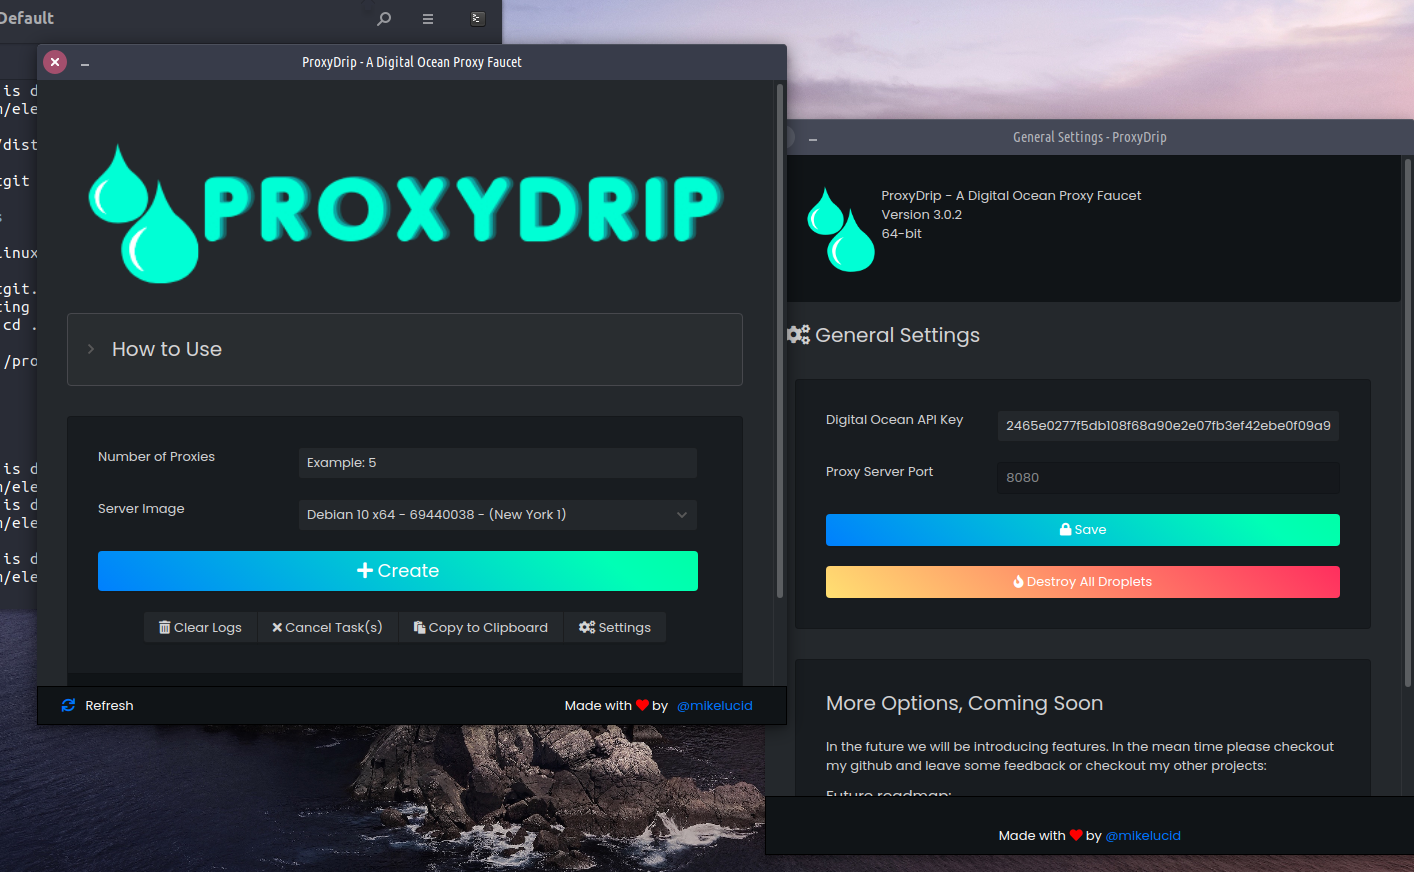 Default
is d
n/ele
/dist
tgit
s
inux
tgit.
ting
cd .
/pro
is d
n/ele
is d
n/ele
is d
n/ele
ProxyDrip - A Digital Ocean Proxy Faucet
PROXYDRIP
How to Use
Number of Proxies
Example: 5
Server Image
Debian 10 x64 - 69440038 - (New York 1)
Create
Clear Logs
Cancel Task(s)
Copy to Clipboard
Settings
Refresh
Made with by @mikelucid
General Settings - ProxyDrip
ProxyDrip - A Digital Ocean Proxy Faucet
Version 3.0.2
64-bit
General Settings
Digital Ocean API Key
2465e0277f5db108f68a90e2e07fb3ef42ebe0f09a9
Proxy Server Port
8080
Save
Destroy All Droplets
More Options, Coming Soon
In the future we will be introducing features. In the mean time please checkout
my github and leave some feedback or checkout my other projects:
Future roadmap:
Made with by @mikelucid